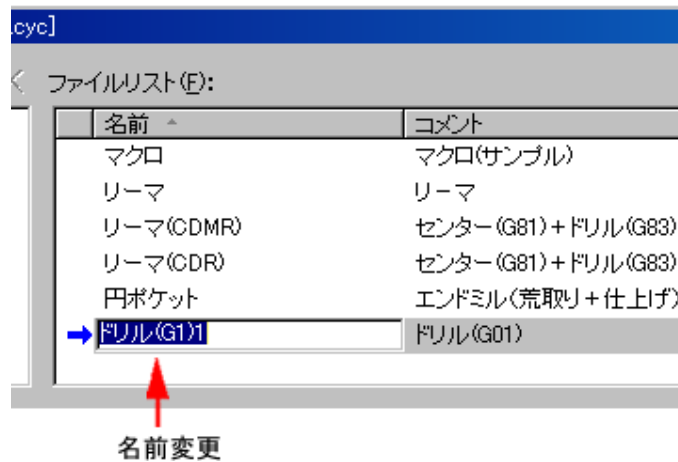 .cyc]
ファイルリスト(F):
名前 コメント
マクロ マクロ(サンプル)
リーマ リーマ
リーマ(CDMR) センター(G81)+ドリル(G83)
リーマ(CDR) センター(G81)+ドリル(G83)
円ポケット エンドミル(荒取り+仕上げ)
ドリル(G1)1 ドリル(G01)
名前変更